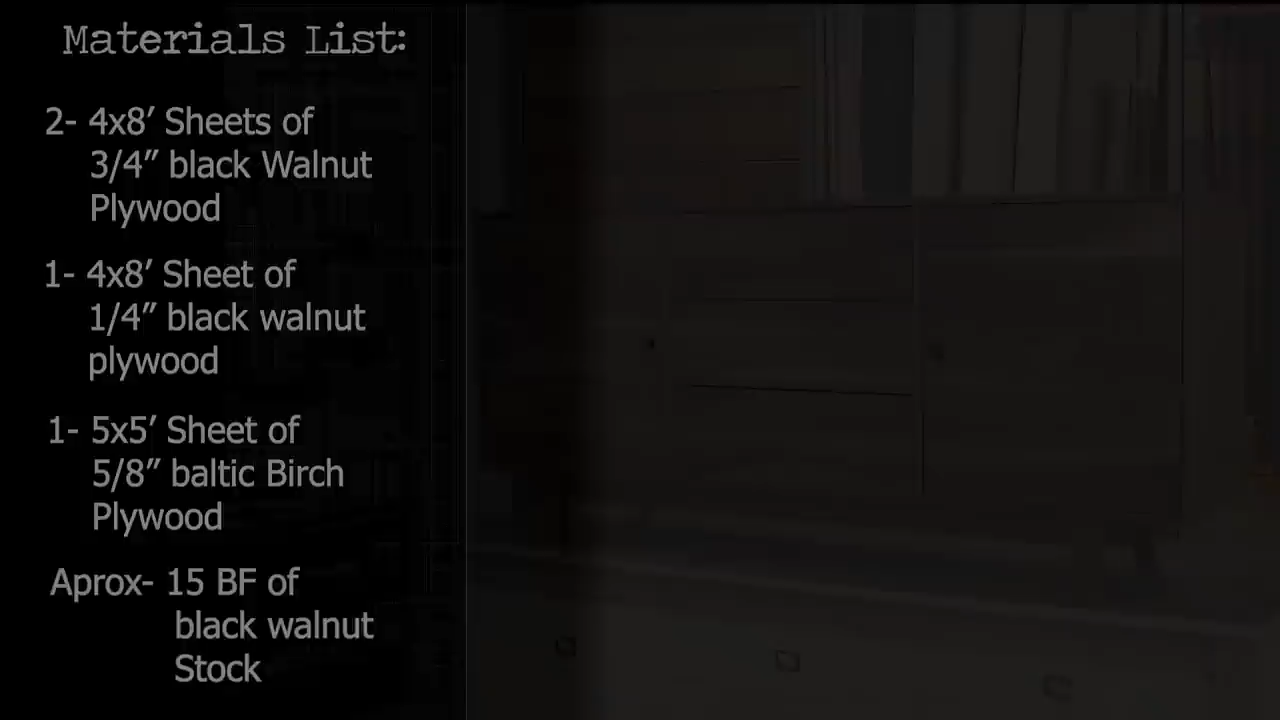 Materials List:
2- 4x8′ Sheets of
3/4″ black Walnut
Plywood
1- 4x8′ Sheet of
1/4″ black walnut
plywood
1- 5x5′ Sheet of
5/8″ baltic Birch
Plywood
Aprox- 15 BF of
black walnut
Stock